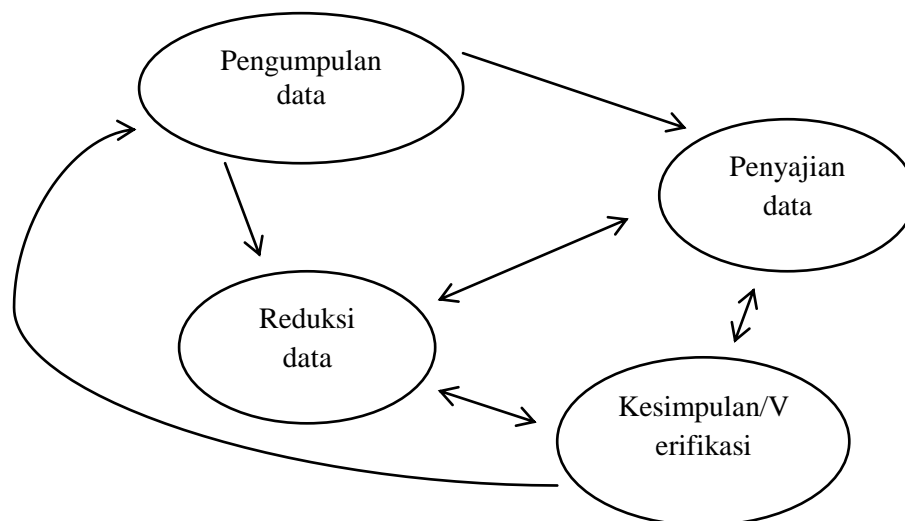 Pengumpulan
data
Penyajian
data
Reduksi
data
Kesimpulan/V
erifikasi